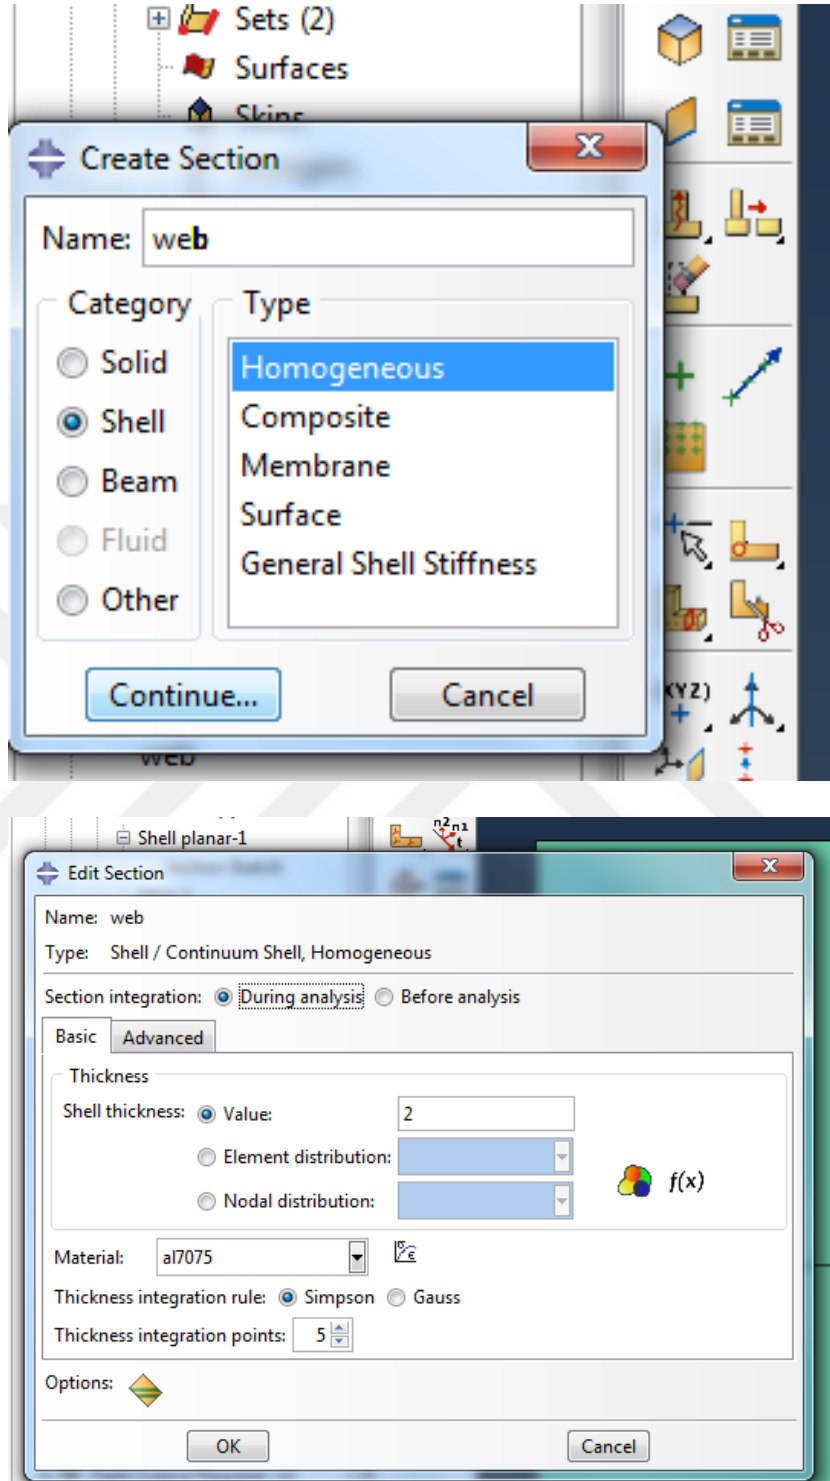 Sets (2)
Surfaces
Skins
Create Section
Name: web
Category Type
Solid Homogeneous
Shell Composite
Beam Membrane
Fluid Surface
Other General Shell Stiffness
Continue... Cancel
(XYZ)
web
Shell planar-1
n2 n1
t
Edit Section
Name: web
Type: Shell / Continuum Shell, Homogeneous
Section integration: During analysis Before analysis
Basic Advanced
Thickness
Shell thickness: Value: 2
Element distribution:
Nodal distribution:
f(x)
Material: al7075
σ ε
Thickness integration rule: Simpson Gauss
Thickness integration points: 5
Options:
OK Cancel